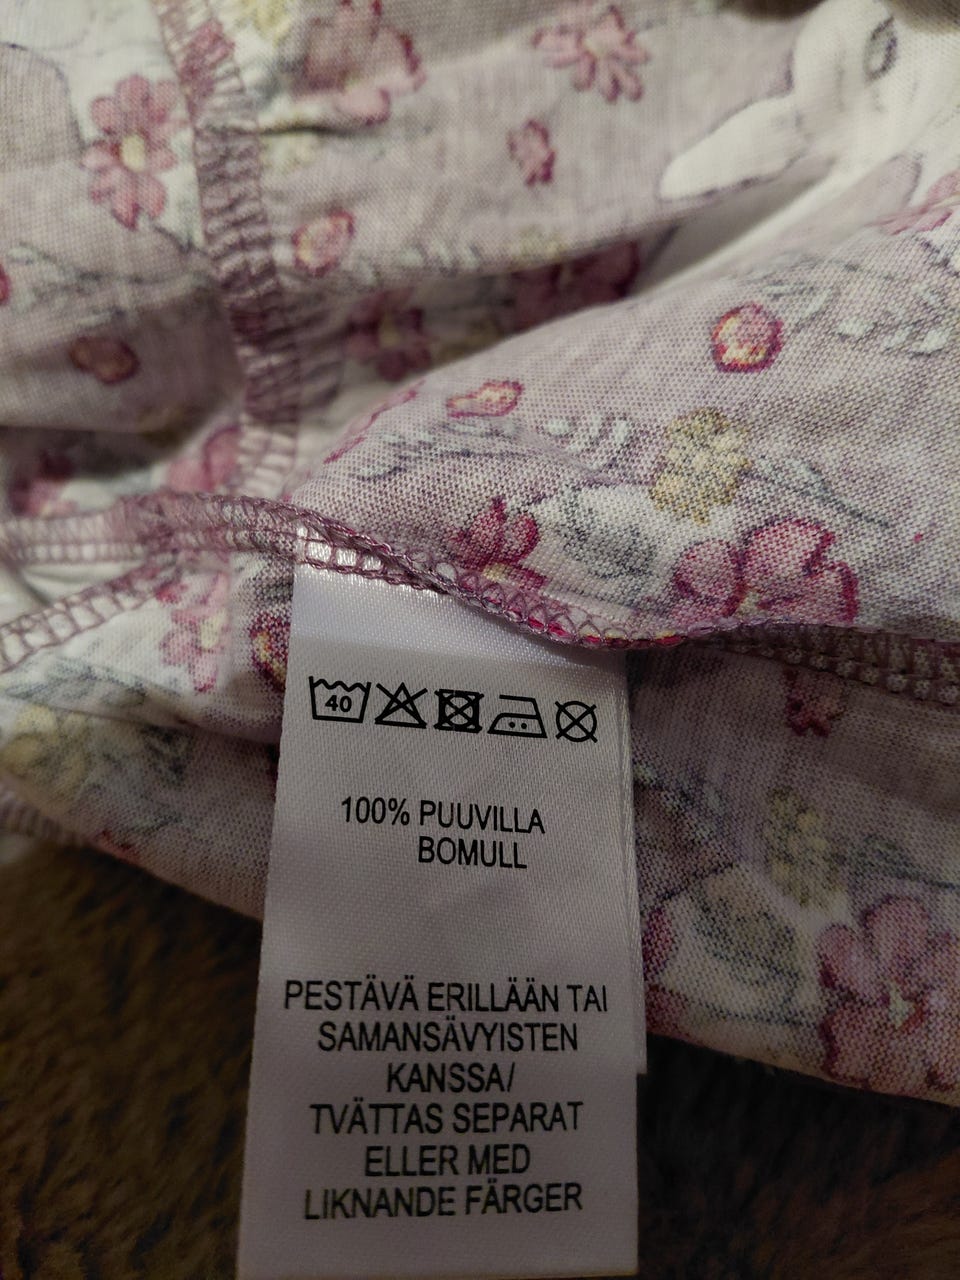 40
100% PUUVILLA
BOMULL
PESTÄVÄ ERILLÄÄN TAI
SAMANSÄVYISTEN
KANSSA/
TVÄTTAS SEPARAT
ELLER MED
LIKNANDE FÄRGER